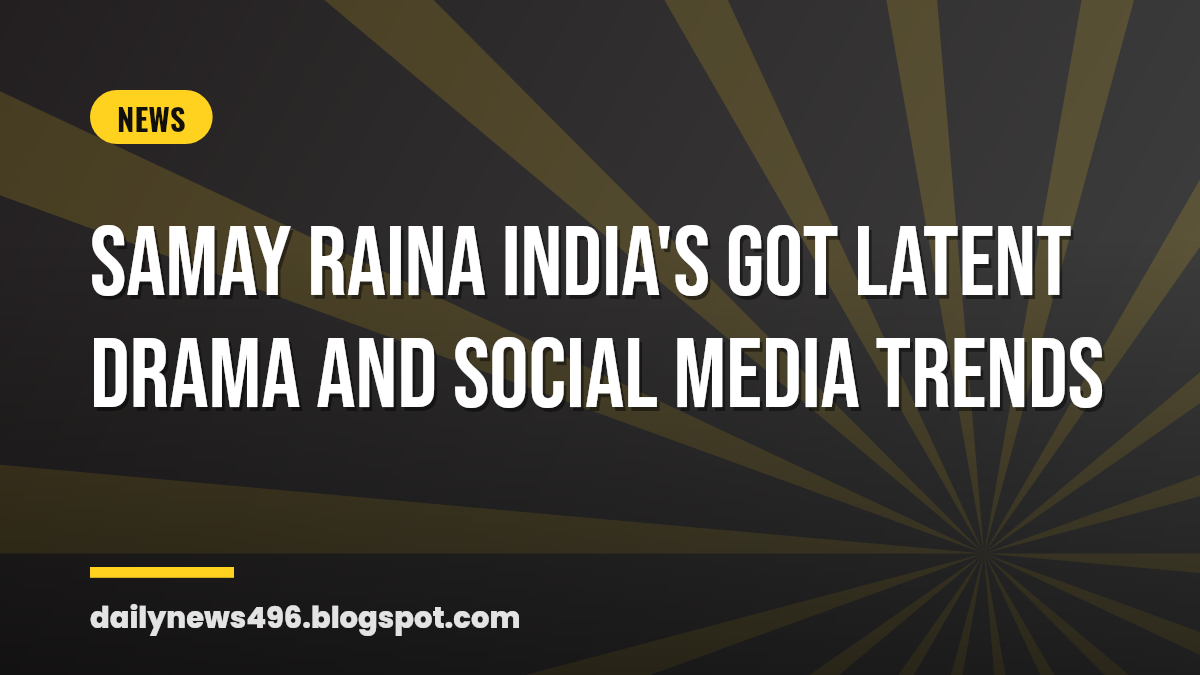 NEWS
SAMAY RAINA INDIA'S GOT LATENT
DRAMA AND SOCIAL MEDIA TRENDS
dailynews496.blogspot.com